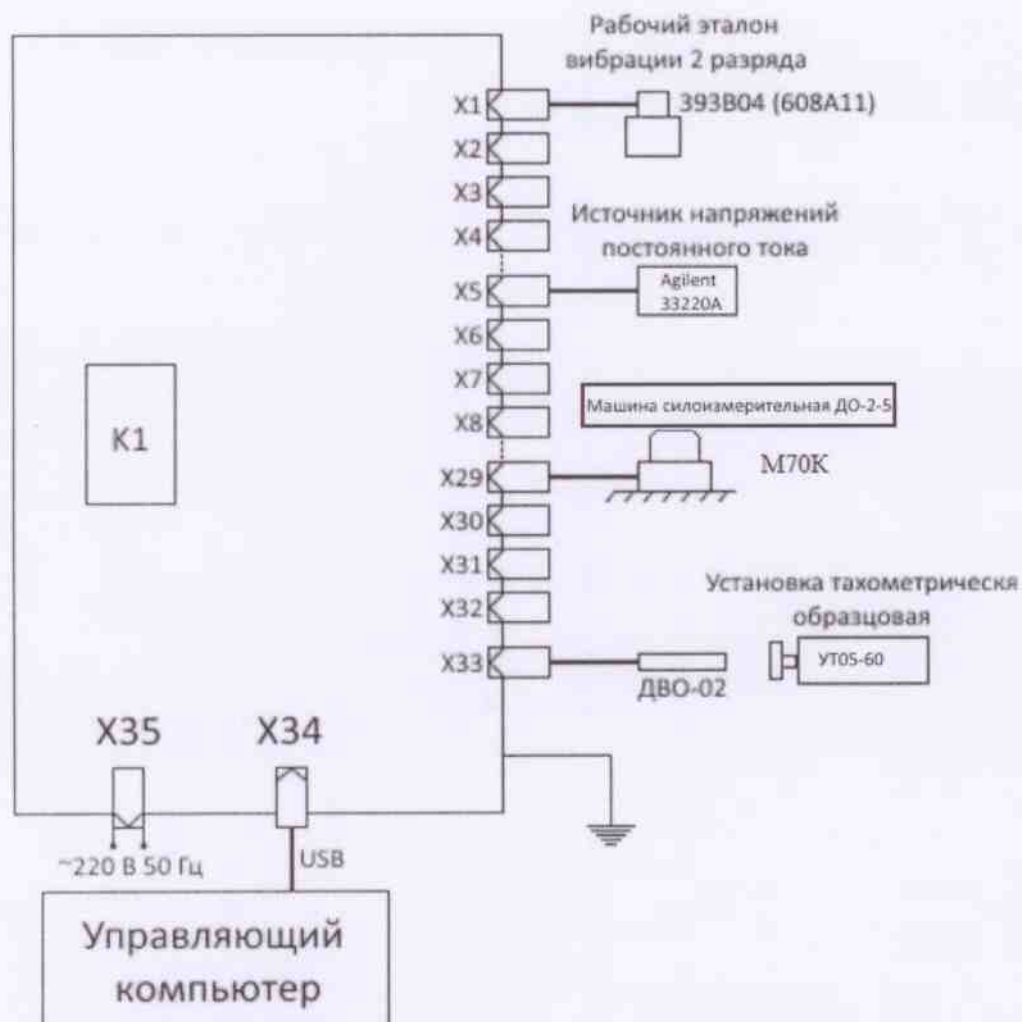 Рабочий эталон
вибрации 2 разряда
X1
393B04 (608A11)
X2
X3
X4
Источник напряжений
постоянного тока
X5
Agilent
33220A
X6
X7
X8
Машина силоизмерительная ДО-2-5
K1
X29
M70K
X30
X31
X32
Установка тахометрическя
образцовая
X33
ДВО-02
УТ05-60
X35
X34
~220 В 50 Гц
USB
Управляющий
компьютер